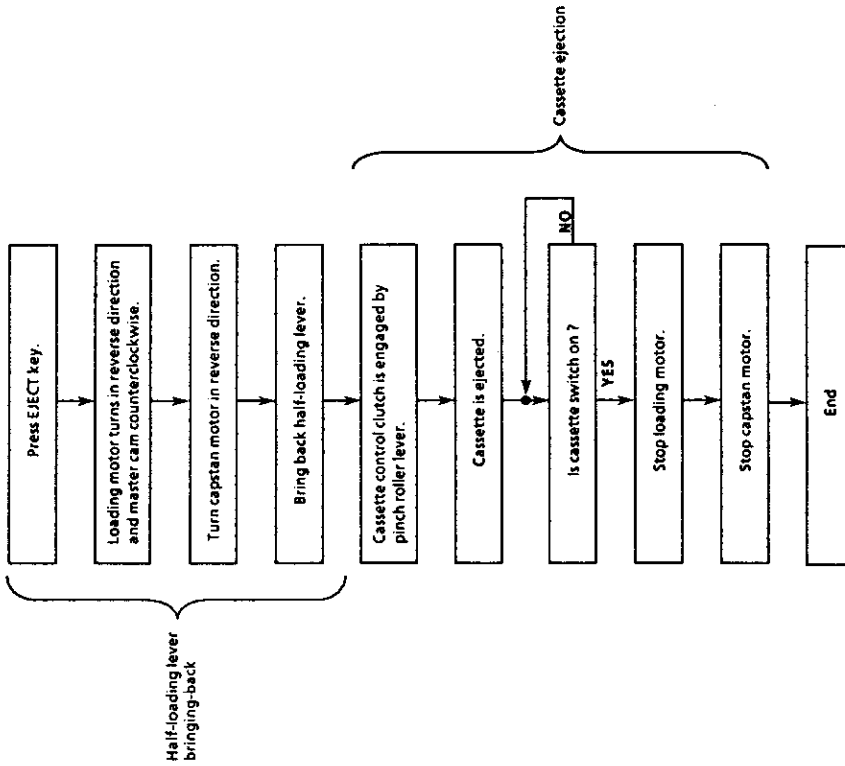 Press EJECT key.
Loading motor turns in reverse direction
and master cam counterclockwise.
Turn capstan motor in reverse direction.
Bring back half-loading lever.
Half-loading lever
bringing-back
Cassette control clutch is engaged by
pinch roller lever.
Cassette is ejected.
Is cassette switch on ?
NO
YES
Stop loading motor.
Stop capstan motor.
Cassette ejection
End